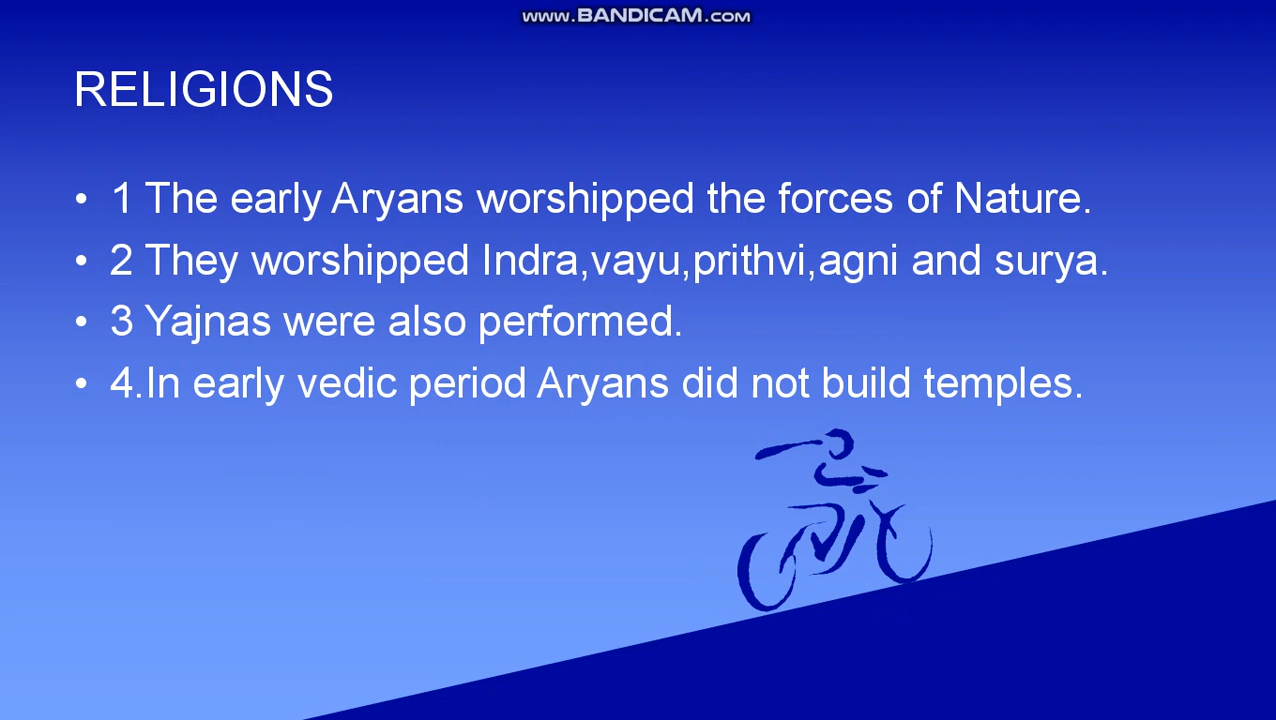 www.BANDICAM.com
RELIGIONS
• 1 The early Aryans worshipped the forces of Nature.
• 2 They worshipped Indra,vayu,prithvi,agni and surya.
• 3 Yajnas were also performed.
• 4.In early vedic period Aryans did not build temples.